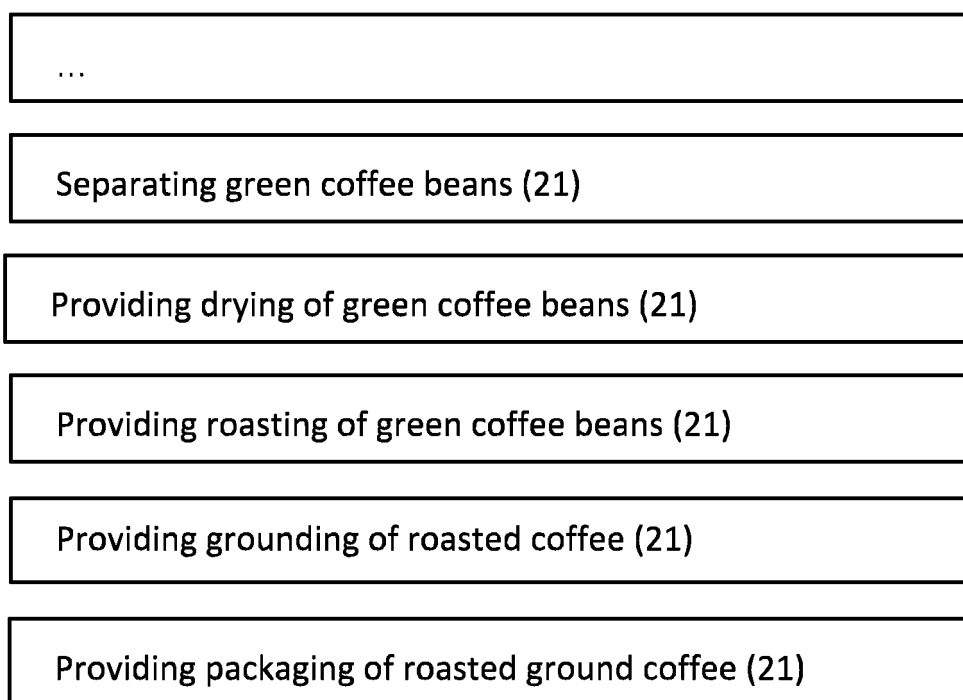 ...
Separating green coffee beans (21)
Providing drying of green coffee beans (21)
Providing roasting of green coffee beans (21)
Providing grounding of roasted coffee (21)
Providing packaging of roasted ground coffee (21)